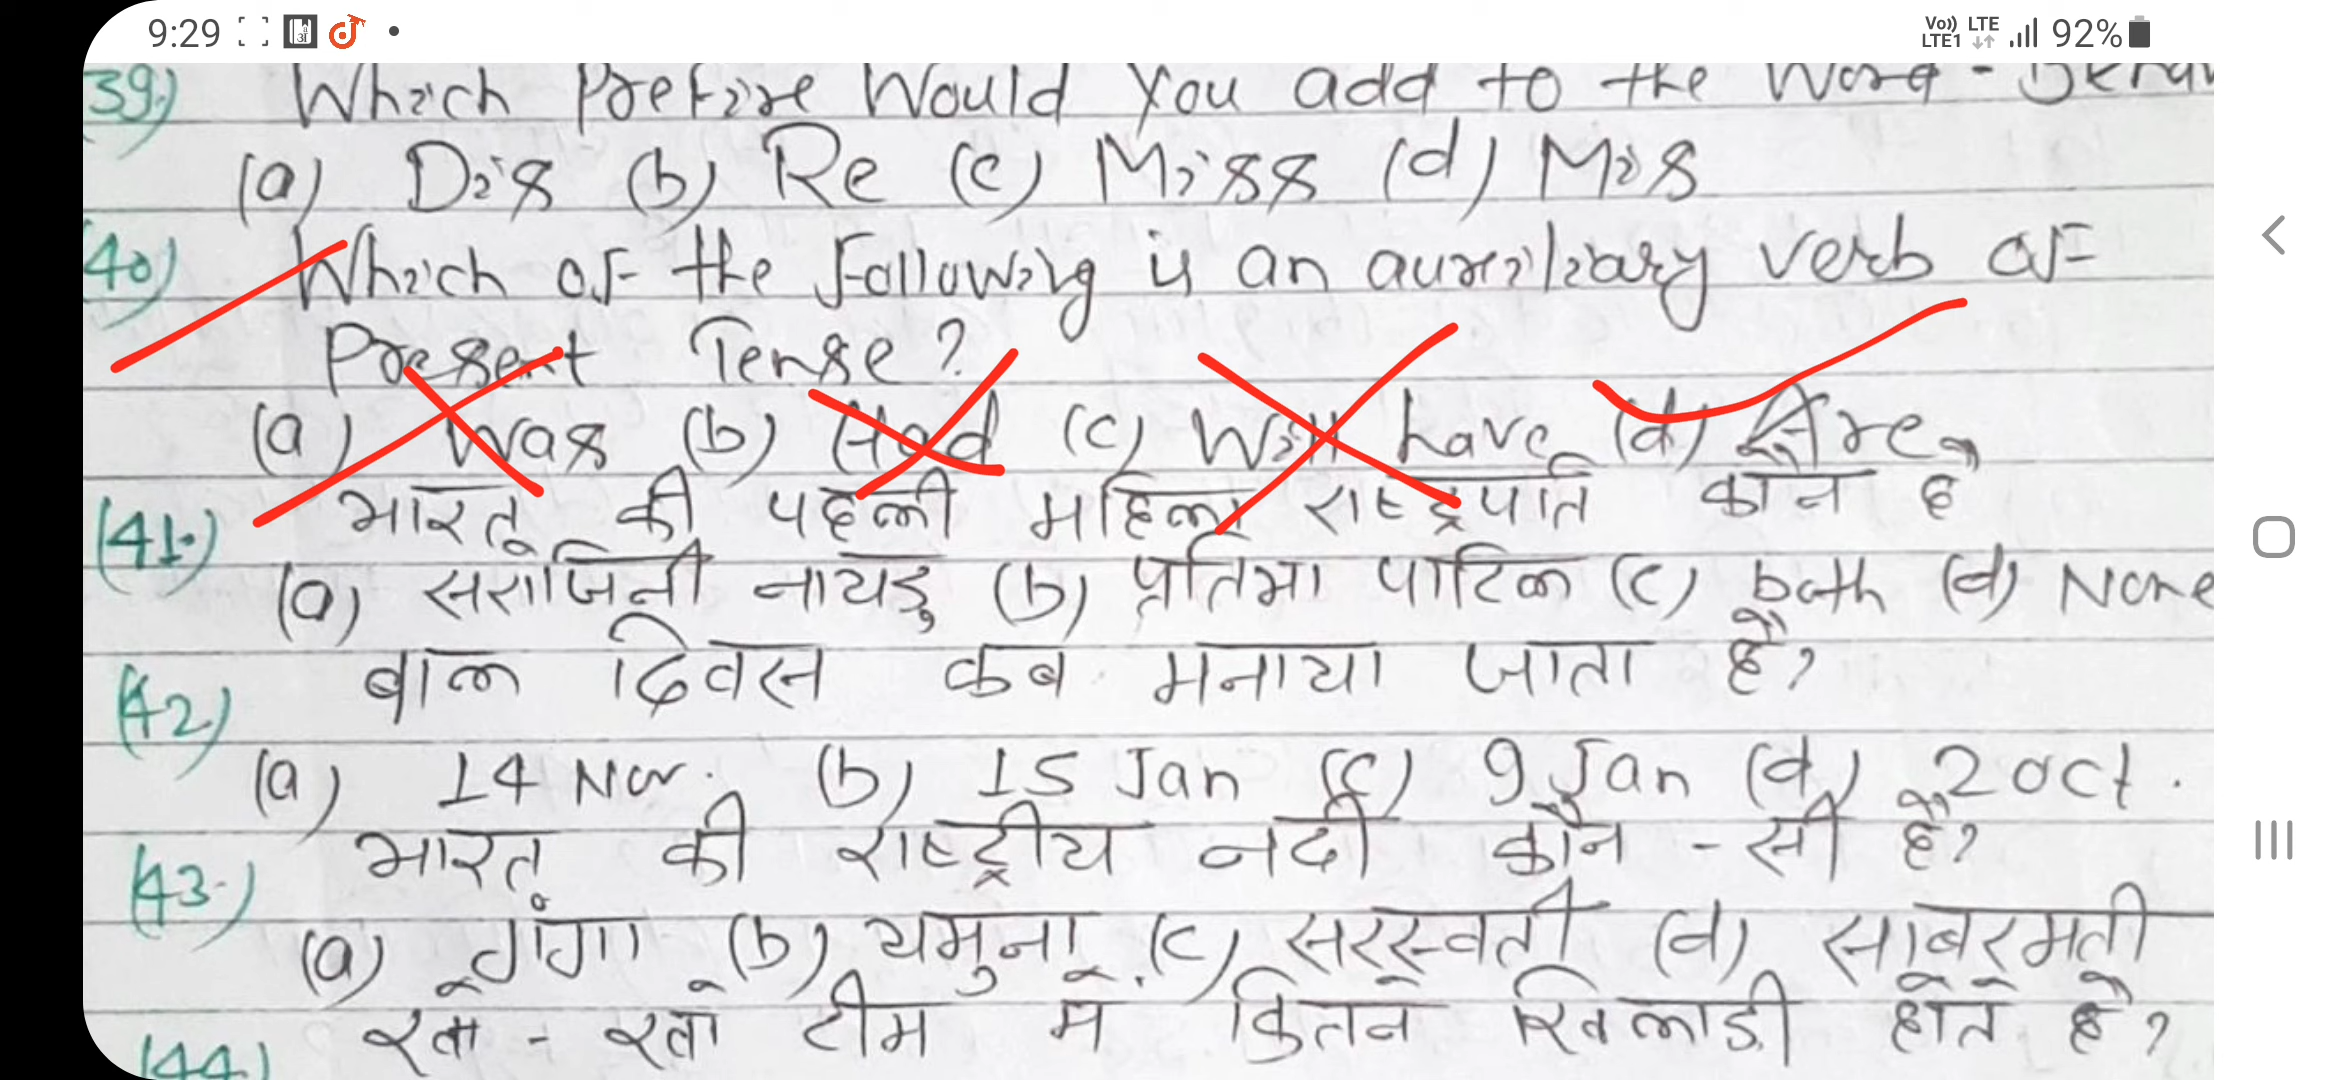 9:29 Vo)) LTE LTE1 92%
(39.) Which Prefixe Would You add to the Word -
(a) Dis (b) Re (c) Miss (d) Mis
(40) Which of the following is an auxiliary verb of
Present Tense?
(a) Was (b) Had (c) Will have (d) Are
(41.) भारत की पहली महिला राष्ट्रपति कौन है
(a) सरोजिनी नायडु (b) प्रतिभा पाटिल (c) both (d) None
(42.) बाल दिवस कब मनाया जाता है?
(a) 14 Nov. (b) 15 Jan (c) 9 Jan (d) 2 oct.
(43.) भारत की राष्ट्रीय नदी कौन - सी है?
(a) गंगा (b) यमुना (c) सरस्वती (d) साबरमती
(44.) खो - खो टीम में कितने खिलाड़ी होते है?